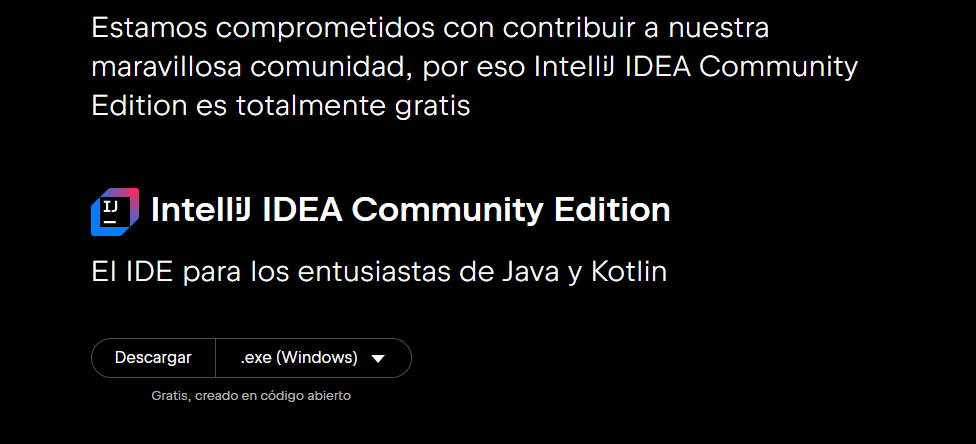 Estamos comprometidos con contribuir a nuestra
maravillosa comunidad, por eso IntelliJ IDEA Community
Edition es totalmente gratis
IJ
IntelliJ IDEA Community Edition
El IDE para los entusiastas de Java y Kotlin
Descargar .exe (Windows)
Gratis, creado en código abierto